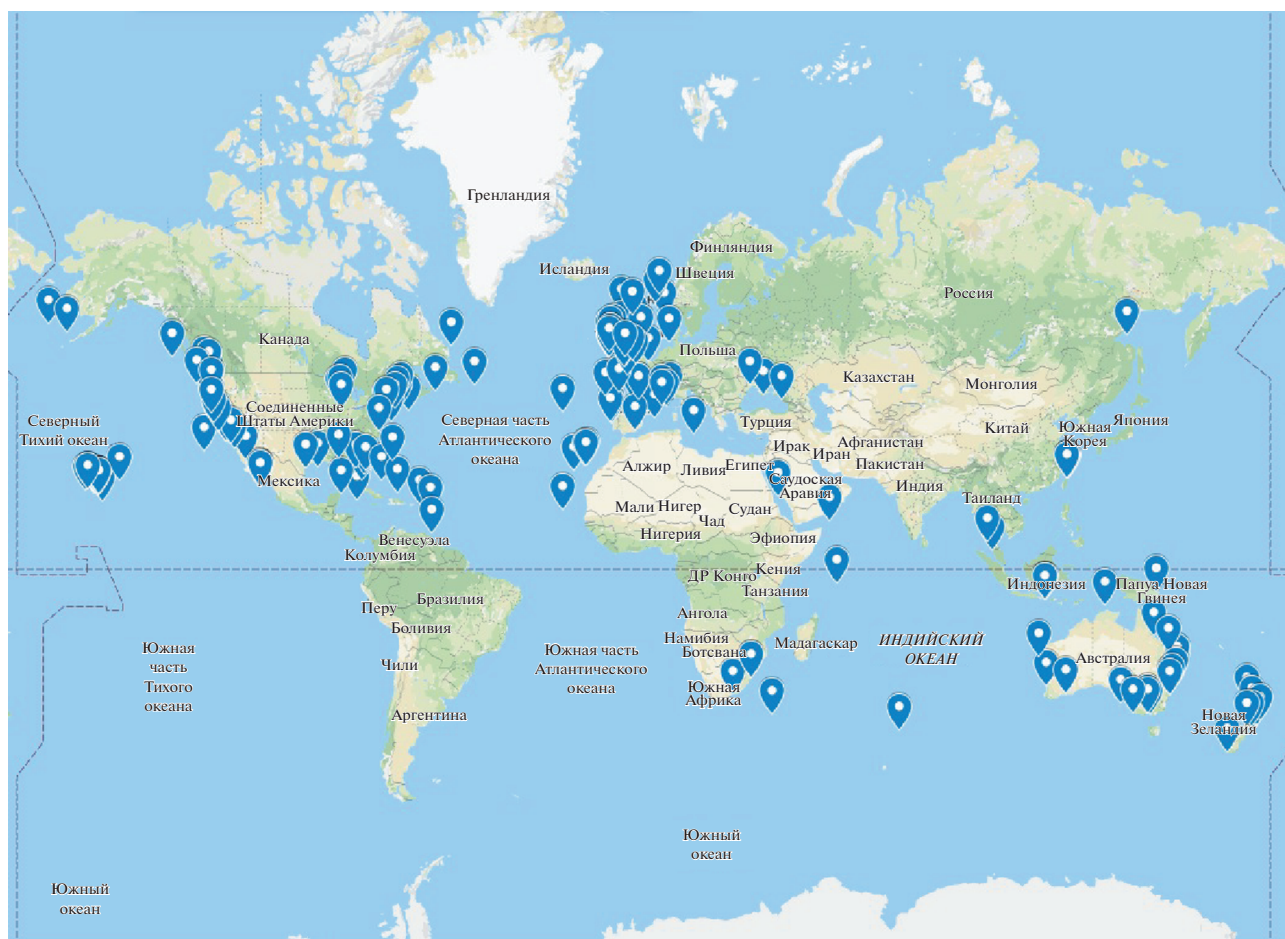 Гренландия
Финляндия
Исландия
Швеция
Россия
Канада
Польша
Казахстан
Монголия
Соединенные
Штаты Америки
Северный
Тихий океан
Северная часть
Атлантического
океана
Турция
Китай
Южная
Корея
Япония
Ирак
Иран
Афганистан
Пакистан
Алжир
Ливия
Египет
Саудоская
Аравия
Индия
Мексика
Таиланд
Мали
Нигер
Чад
Судан
Нигерия
Эфиопия
Венесуэла
Колумбия
ДР Конго
Кения
Танзания
Индонезия
Папуа Новая
Гвинея
Перу
Бразилия
Боливия
Ангола
Намибия
Ботсвана
Мадагаскар
ИНДИЙСКИЙ
ОКЕАН
Австралия
Южная
часть
Тихого
океана
Чили
Южная часть
Атлантического
океана
Южная
Африка
Аргентина
Новая
Зеландия
Южный
океан
Южный
океан